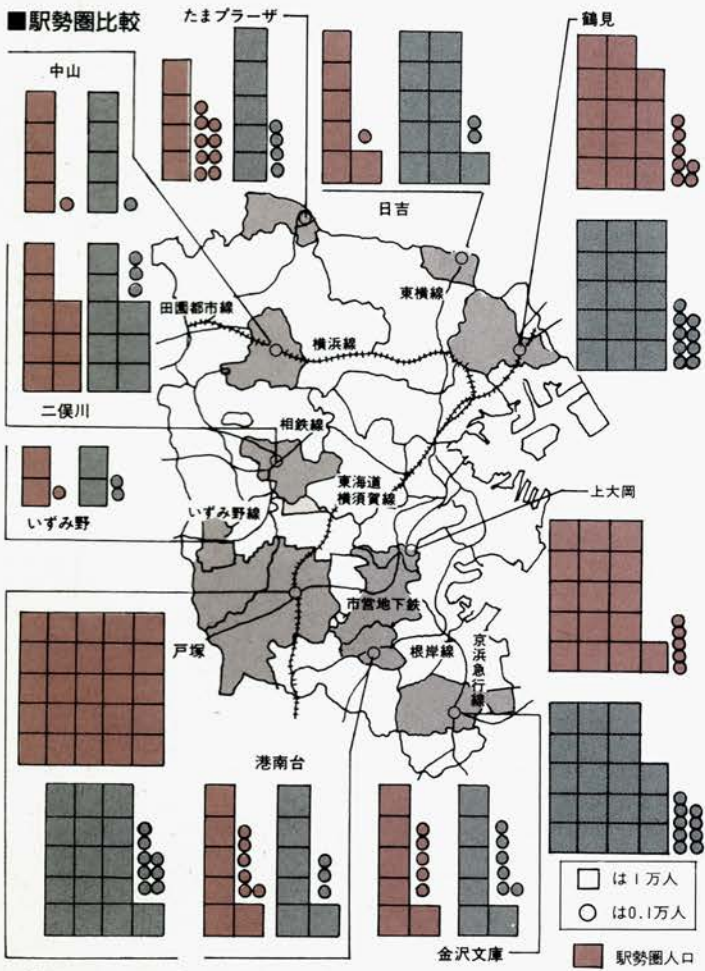 ■駅勢圏比較
たまプラーザ
鶴見
中山
日吉
東横線
田園都市線
横浜線
二俣川
相鉄線
東海道
横須賀線
上大岡
いずみ野
いずみ野線
市営地下鉄
戸塚
根岸線
京浜急行線
港南台
□は1万人
○は0.1万人
金沢文庫
駅勢圏人口